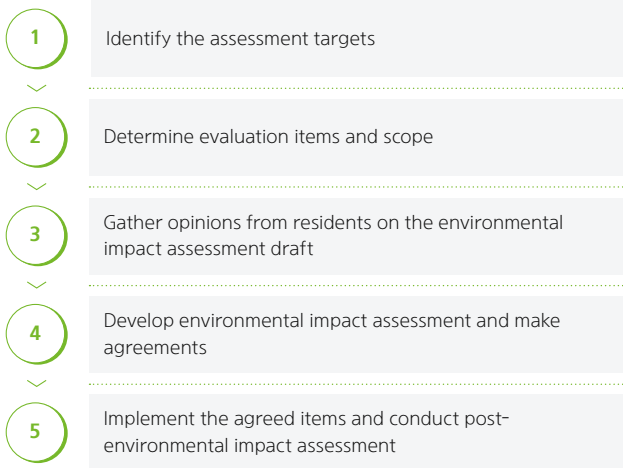 1
Identify the assessment targets
2
Determine evaluation items and scope
3
Gather opinions from residents on the environmental
impact assessment draft
4
Develop environmental impact assessment and make
agreements
5
Implement the agreed items and conduct post-
environmental impact assessment